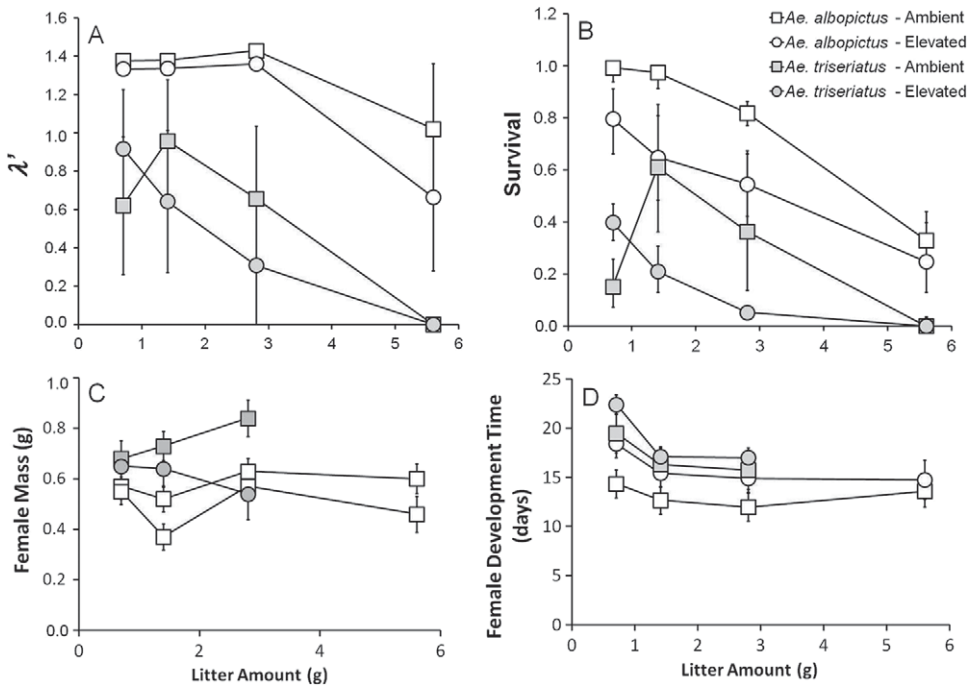 A
1.6
1.4
1.2
1.0
0.8
0.6
0.4
0.2
0.0
λ'
0 1 2 3 4 5 6
B
1.2
1.0
0.8
0.6
0.4
0.2
0.0
Survival
0 1 2 3 4 5 6
Ae. albopictus - Ambient
Ae. albopictus - Elevated
Ae. triseriatus - Ambient
Ae. triseriatus - Elevated
C
1.0
0.8
0.6
0.4
0.2
0.0
Female Mass (g)
0 2 4 6
Litter Amount (g)
D
25
20
15
10
5
0
Female Development Time
(days)
0 1 2 3 4 5 6
Litter Amount (g)